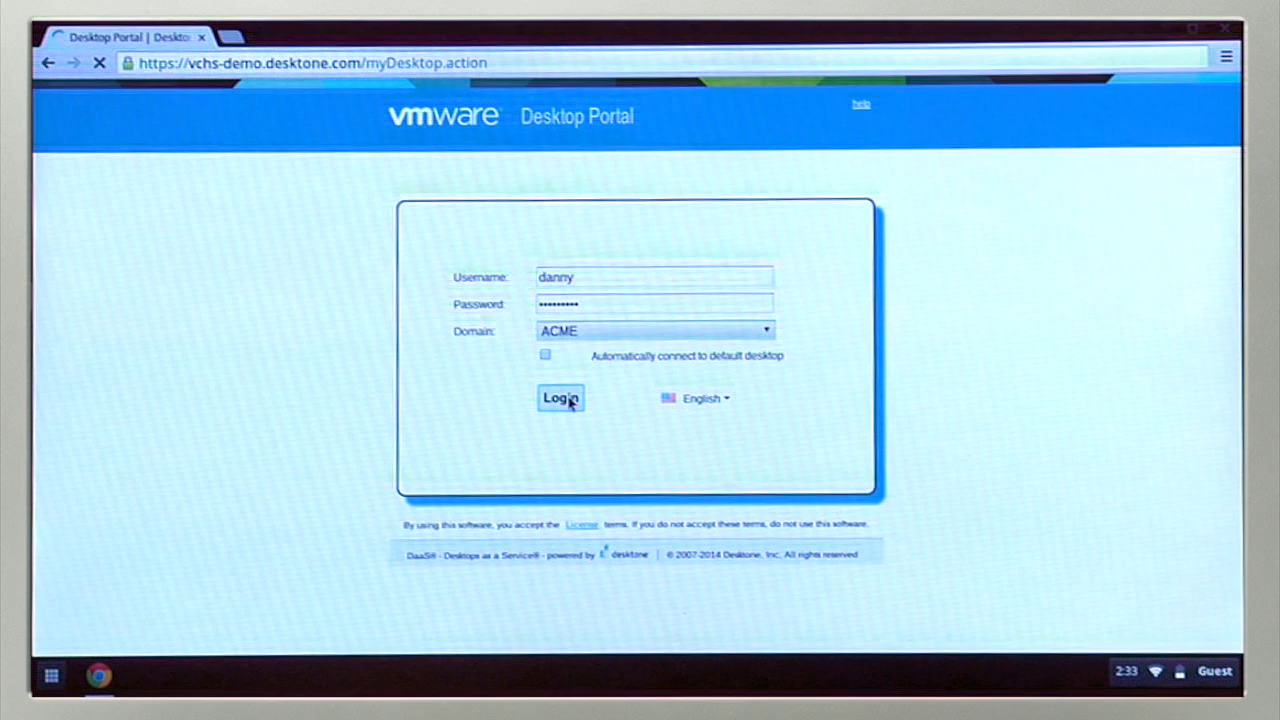 Desktop Portal | Deskto
https://vchs-demo.desktone.com/myDesktop.action
vmware Desktop Portal
help
Username: danny
Password: •••••••••
Domain: ACME
Automatically connect to default desktop
Login English
By using this software, you accept the License terms. If you do not accept these terms, do not use this software.
DaaS® - Desktops as a Service® - powered by desktone | © 2007-2014 Desktone, Inc. All rights reserved
2:33 Guest